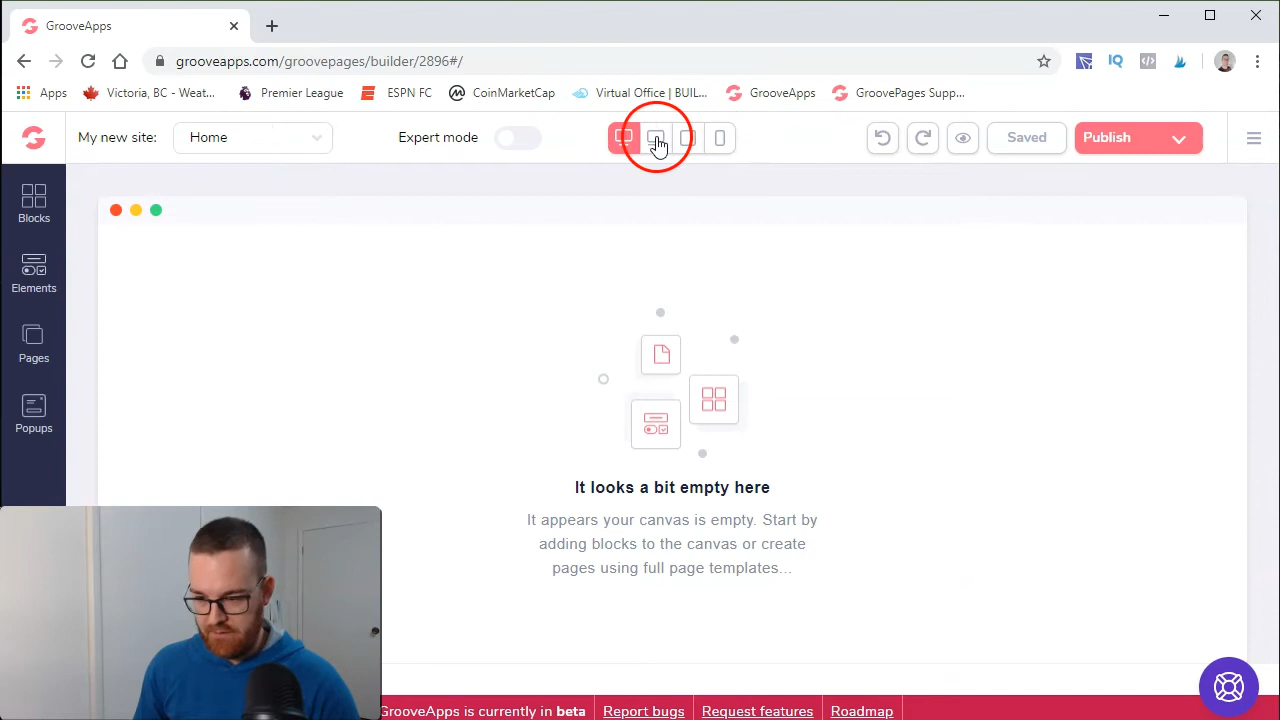 GrooveApps
grooveapps.com/groovepages/builder/2896#/
IQ
Apps
Victoria, BC - Weat...
Premier League
ESPN FC
CoinMarketCap
Virtual Office | BUIL...
GrooveApps
GroovePages Supp...
My new site:
Home
Expert mode
Saved
Publish
Blocks
Elements
Pages
Popups
It looks a bit empty here
It appears your canvas is empty. Start by
adding blocks to the canvas or create
pages using full page templates...
GrooveApps is currently in beta
Report bugs
Request features
Roadmap